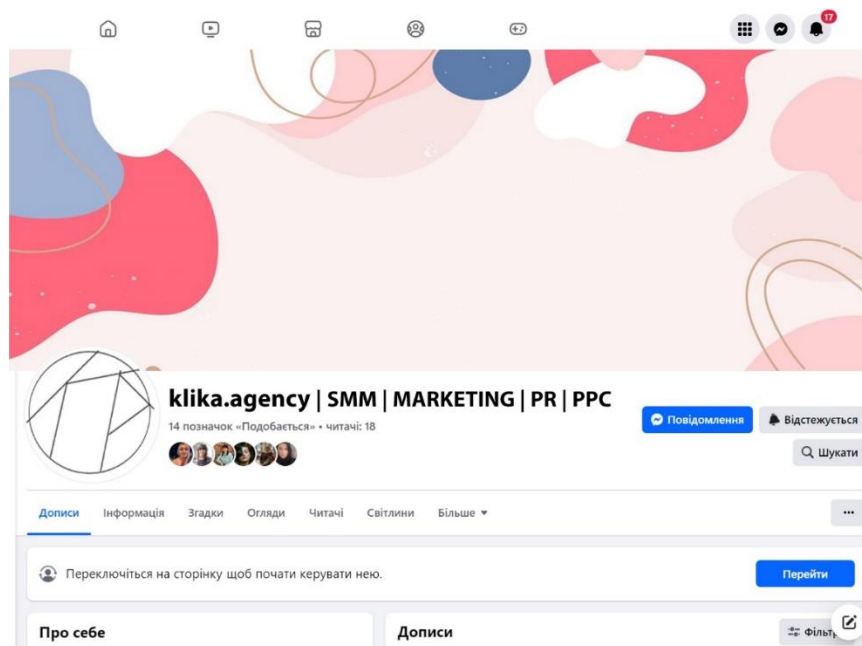 17
klika.agency | SMM | MARKETING | PR | PPC
14 позначок «Подобається» • читачі: 18
Повідомлення
Відстежується
Шукати
Дописи Інформація Згадки Огляди Читачі Світлини Більше
Переключіться на сторінку щоб почати керувати нею.
Перейти
Про себе
Дописи